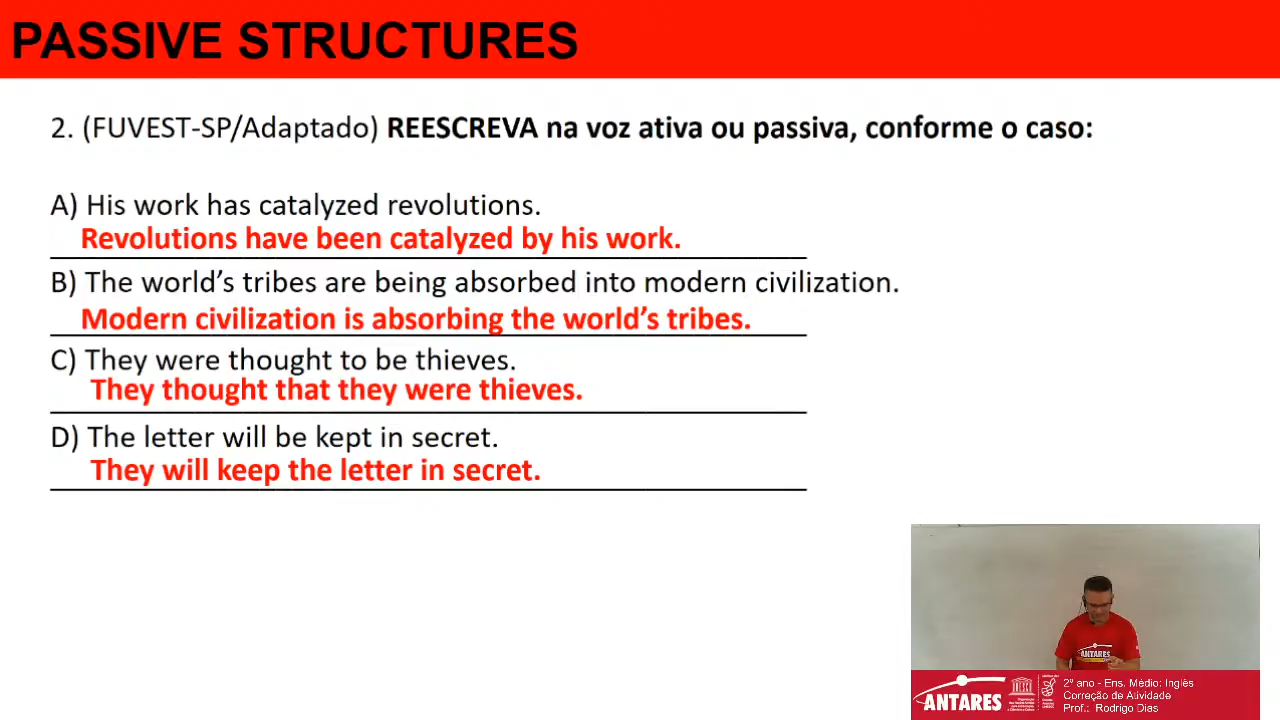 PASSIVE STRUCTURES
2. (FUVEST-SP/Adaptado) REESCREVA na voz ativa ou passiva, conforme o caso:
A) His work has catalyzed revolutions.
Revolutions have been catalyzed by his work.
B) The world's tribes are being absorbed into modern civilization.
Modern civilization is absorbing the world's tribes.
C) They were thought to be thieves.
They thought that they were thieves.
D) The letter will be kept in secret.
They will keep the letter in secret.
ANTARES
ANTARES
2º ano - Ens. Médio: Inglês
Correção de Atividade
Prof.: Rodrigo Dias